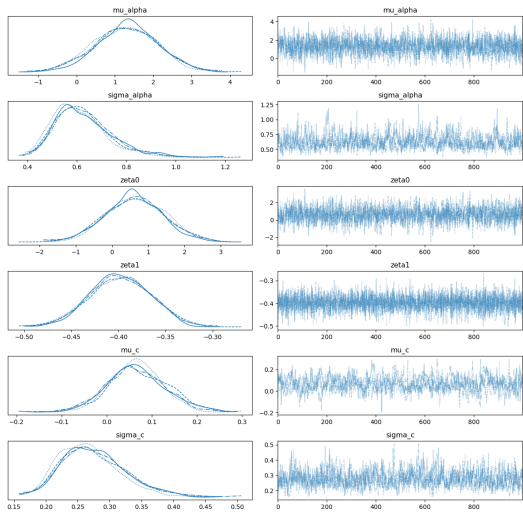 mu_alpha mu_alpha
4
2
0
−1 0 1 2 3 4 0 200 400 600 800
sigma_alpha sigma_alpha
1.25
1.00
0.75
0.50
0.4 0.6 0.8 1.0 1.2 0 200 400 600 800
zeta0 zeta0
2
0
−2
−2 −1 0 1 2 3 0 200 400 600 800
zeta1 zeta1
−0.3
−0.4
−0.5
−0.50 −0.45 −0.40 −0.35 −0.30 0 200 400 600 800
mu_c mu_c
0.2
0.0
−0.2
−0.2 −0.1 0.0 0.1 0.2 0.3 0 200 400 600 800
sigma_c sigma_c
0.5
0.4
0.3
0.2
0.15 0.20 0.25 0.30 0.35 0.40 0.45 0.50 0 200 400 600 800